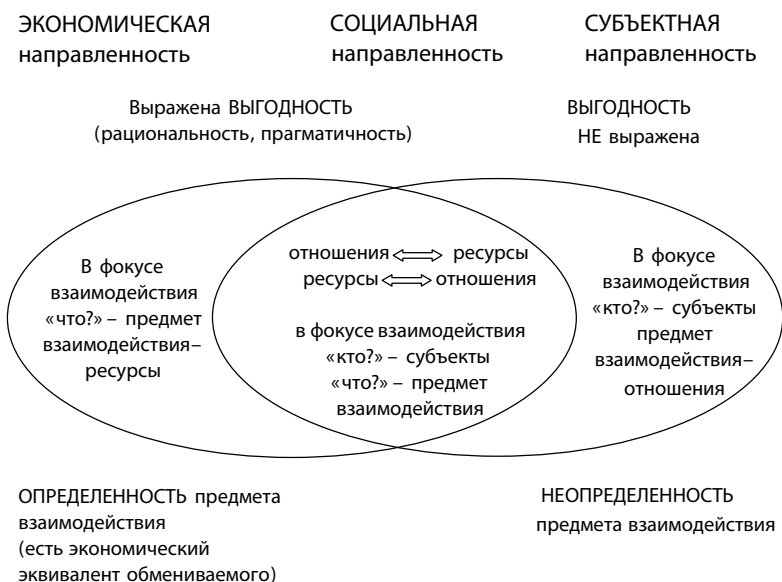 ЭКОНОМИЧЕСКАЯ
направленность
СОЦИАЛЬНАЯ
направленность
СУБЪЕКТНАЯ
направленность
Выражена ВЫГОДНОСТЬ
(рациональность, прагматичность)
ВЫГОДНОСТЬ
НЕ выражена
В фокусе
взаимодействия
«что?» – предмет
взаимодействия–
ресурсы
отношения ⟺ ресурсы
ресурсы ⟺ отношения
в фокусе взаимодействия
«кто?» – субъекты
«что?» – предмет
взаимодействия
В фокусе
взаимодействия
«кто?» – субъекты
предмет
взаимодействия–
отношения
ОПРЕДЕЛЕННОСТЬ предмета
взаимодействия
(есть экономический
эквивалент обмениваемого)
НЕОПРЕДЕЛЕННОСТЬ
предмета взаимодействия